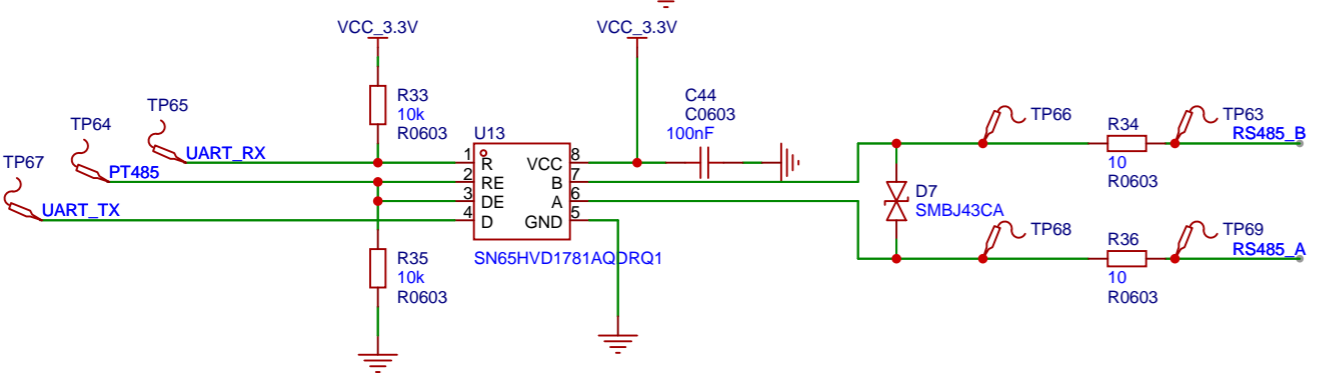 VCC_3.3V
VCC_3.3V
R33
10k
R0603
C44
C0603
100nF
TP65
TP64
TP67
UART_RX
PT485
UART_TX
U13
1
R
2
RE
3
DE
4
D
VCC
8
B
7
A
6
GND
5
SN65HVD1781AQDRQ1
R35
10k
R0603
TP66
TP63
R34
10
R0603
RS485_B
D7
SMBJ43CA
TP68
TP69
R36
10
R0603
RS485_A